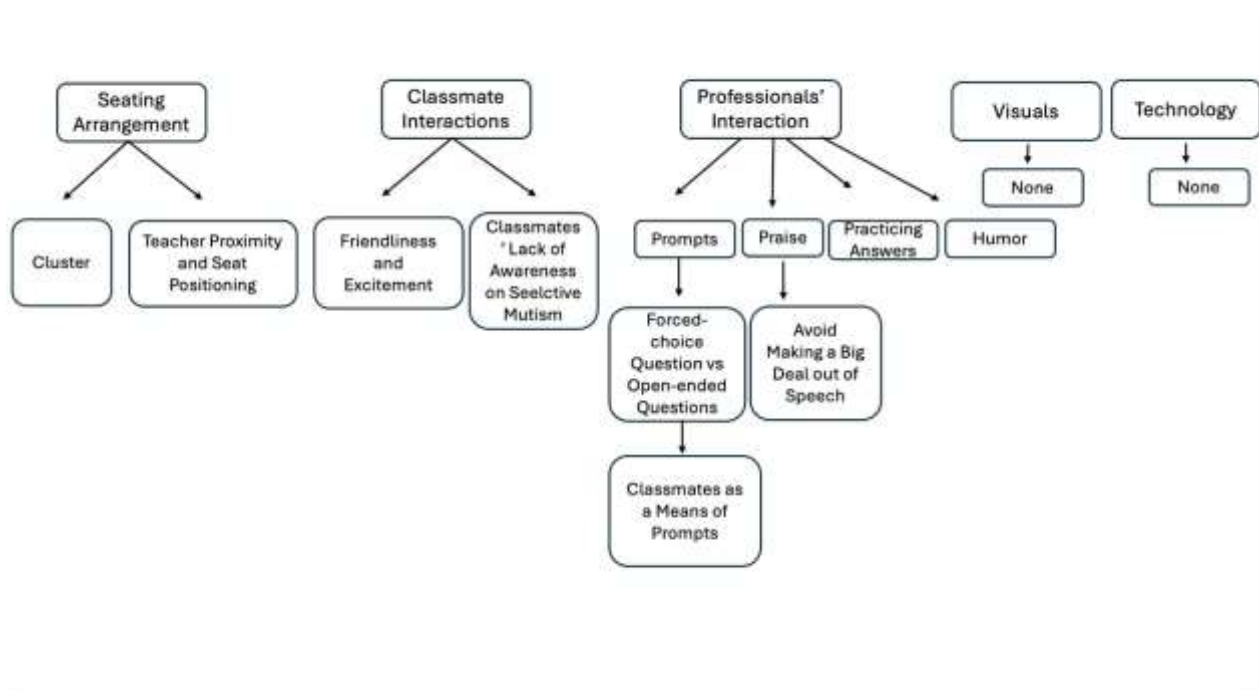 Seating
Arrangement
Classmate
Interactions
Professionals'
Interaction
Visuals
Technology
None
None
Cluster
Teacher Proximity
and Seat
Positioning
Friendliness
and
Excitement
Classmates
' Lack of
Awareness
on Seelctive
Mutism
Prompts
Praise
Practicing
Answers
Humor
Forced-
choice
Question vs
Open-ended
Questions
Avoid
Making a Big
Deal out of
Speech
Classmates as
a Means of
Prompts